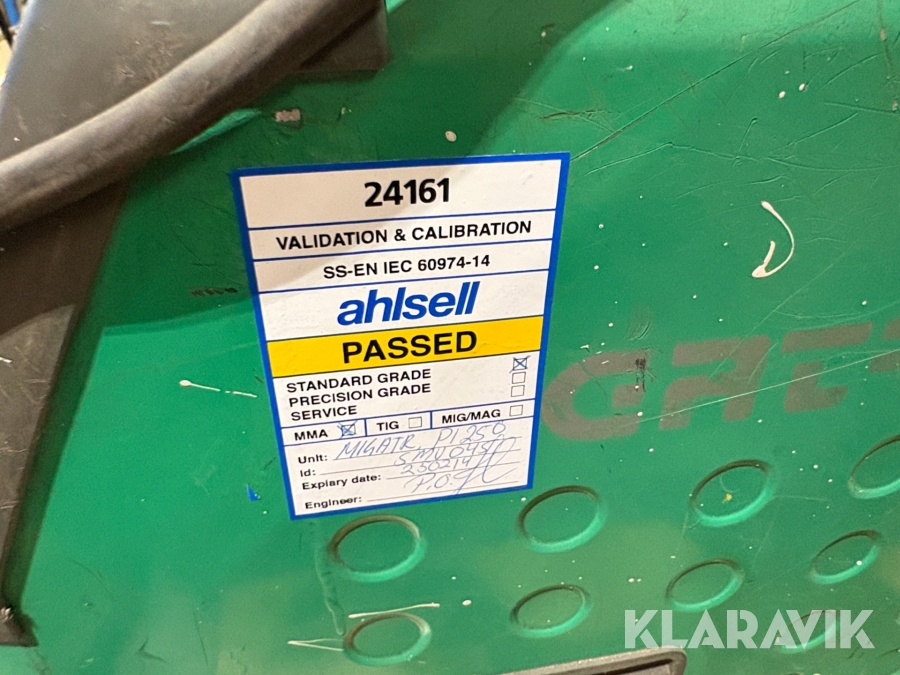 24161
VALIDATION & CALIBRATION
SS-EN IEC 60974-14
ahlsell
PASSED
STANDARD GRADE
PRECISION GRADE
SERVICE
MMA TIG MIG/MAG
Unit: MIGATR PI 250
Id:
Expiary date: 230214
Engineer: P.O.
KLARAVIK